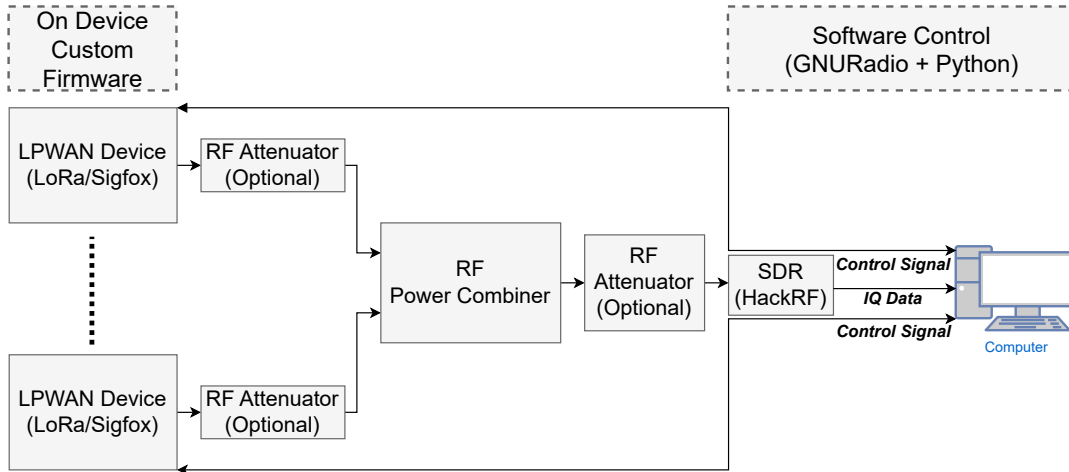 On Device
Custom
Firmware
Software Control
(GNURadio + Python)
LPWAN Device
(LoRa/Sigfox)
RF Attenuator
(Optional)
RF
Power Combiner
RF
Attenuator
(Optional)
SDR
(HackRF)
Control Signal
IQ Data
Control Signal
Computer
LPWAN Device
(LoRa/Sigfox)
RF Attenuator
(Optional)